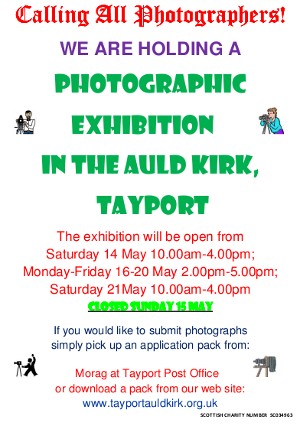 Calling All Photographers!
WE ARE HOLDING A
PHOTOGRAPHIC
EXHIBITION
IN THE AULD KIRK,
TAYPORT
The exhibition will be open from
Saturday 14 May 10.00am-4.00pm;
Monday-Friday 16-20 May 2.00pm-5.00pm;
Saturday 21May 10.00am-4.00pm
CLOSED SUNDAY 15 MAY
If you would like to submit photographs
simply pick up an application pack from:
Morag at Tayport Post Office
or download a pack from our web site:
www.tayportauldkirk.org.uk
SCOTTISH CHARITY NUMBER SC034963